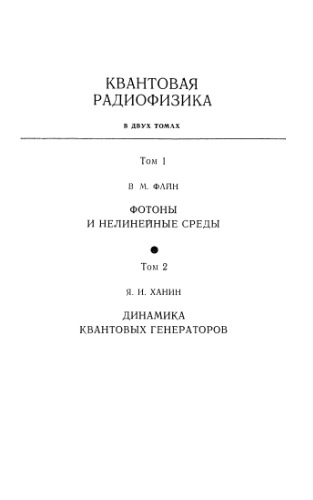 КВАНТОВАЯ
РАДИОФИЗИКА
В ДВУХ ТОМАХ
Том 1
В М. ФАЙН
ФОТОНЫ
И НЕЛИНЕЙНЫЕ СРЕДЫ
Том 2
Я. И. ХАНИН
ДИНАМИКА
КВАНТОВЫХ ГЕНЕРАТОРОВ